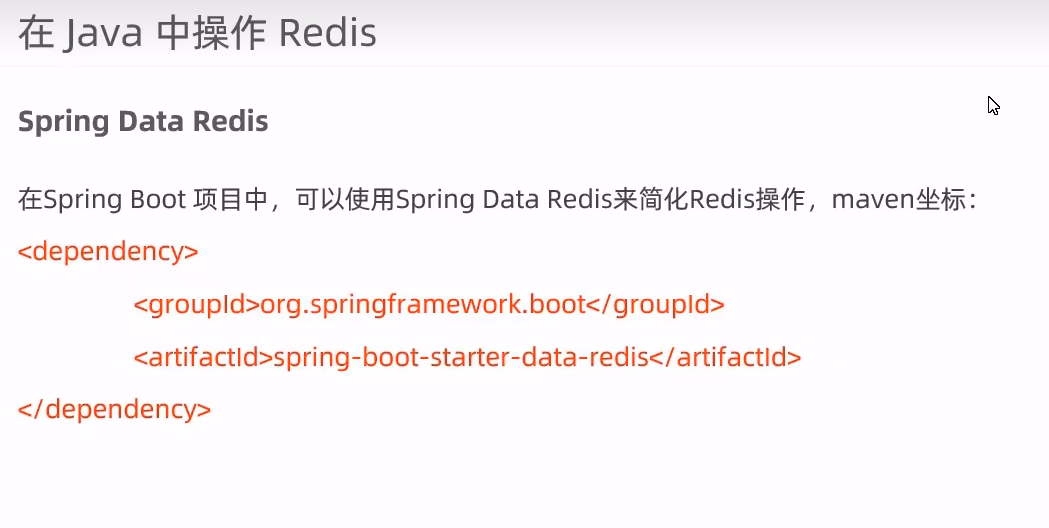 在 Java 中操作 Redis
Spring Data Redis
在Spring Boot 项目中，可以使用Spring Data Redis来简化Redis操作，maven坐标：
<dependency>
<groupId>org.springframework.boot</groupId>
<artifactId>spring-boot-starter-data-redis</artifactId>
</dependency>